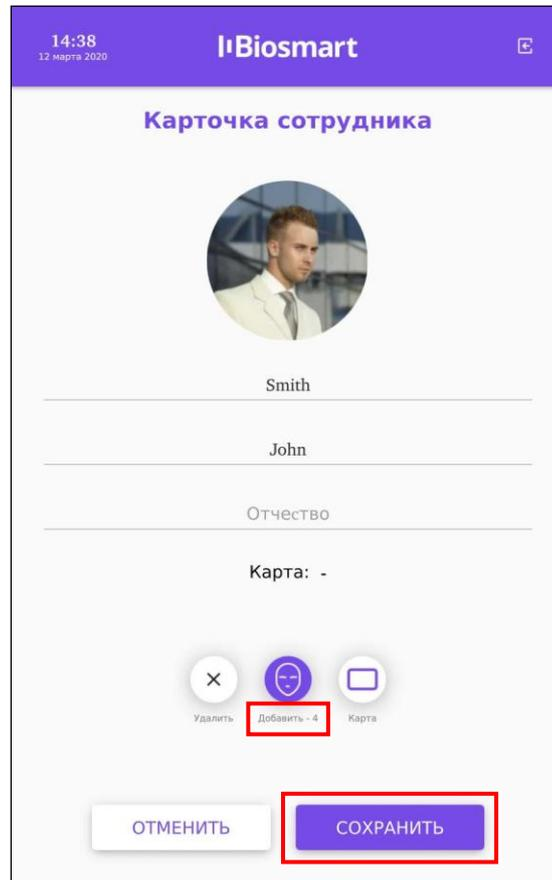 14:38
12 марта 2020
Biosmart
Карточка сотрудника
Smith
John
Отчество
Карта: -
Удалить
Добавить - 4
Карта
ОТМЕНИТЬ
СОХРАНИТЬ